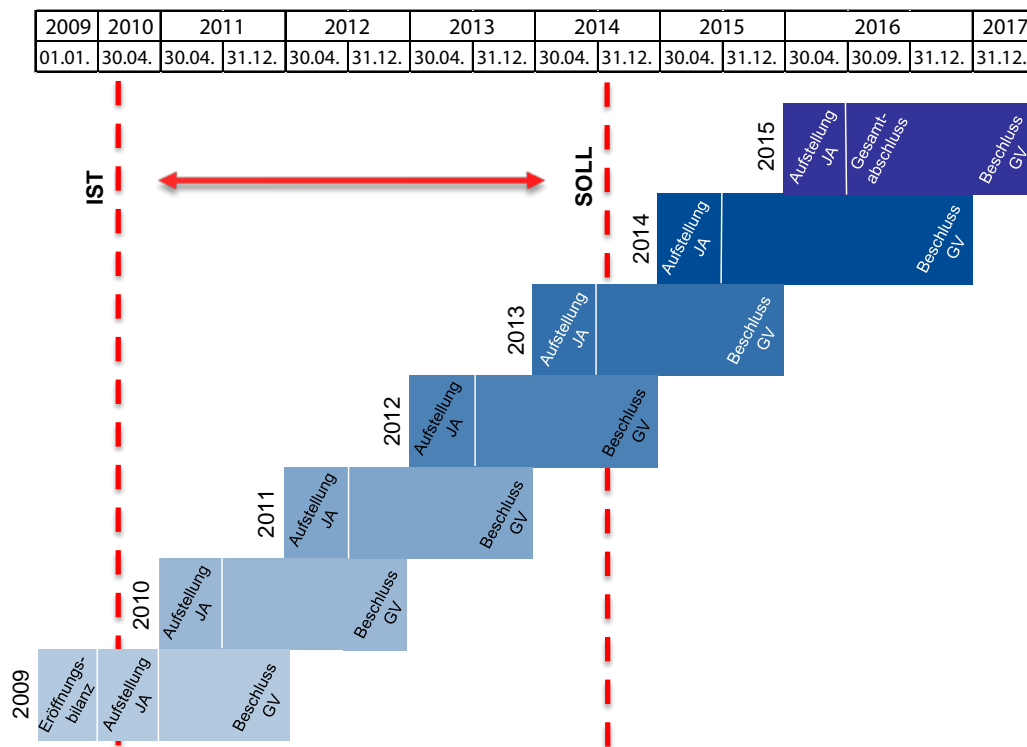 2009 2010 2011 2012 2013 2014 2015 2016 2017
01.01. 30.04. 30.04. 31.12. 30.04. 31.12. 30.04. 31.12. 30.04. 31.12. 30.04. 31.12. 30.04. 30.09. 31.12. 31.12.
IST
SOLL
2015
Aufstellung
JA
Gesamt-
abschluss
Beschluss
GV
2014
Aufstellung
JA
Beschluss
GV
2013
Aufstellung
JA
Beschluss
GV
2012
Aufstellung
JA
Beschluss
GV
2011
Aufstellung
JA
Beschluss
GV
2010
Aufstellung
JA
Beschluss
GV
2009
Eröffnungs-
bilanz
Aufstellung
JA
Beschluss
GV